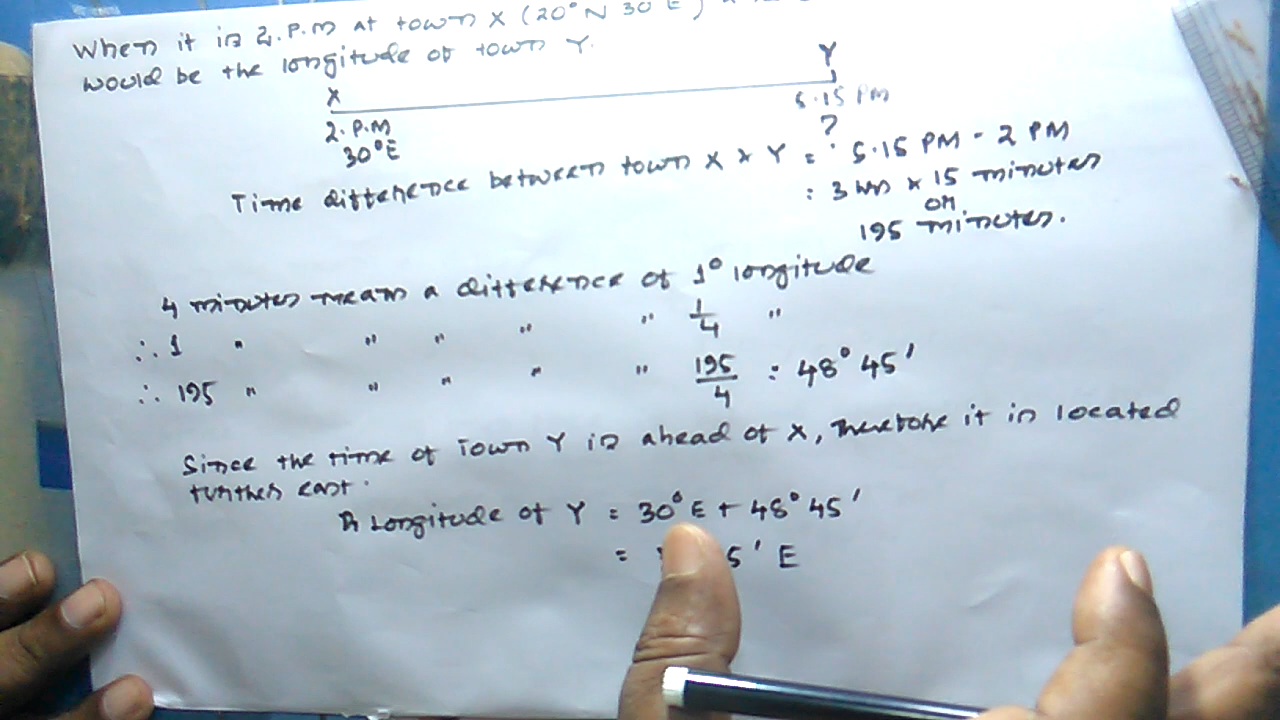 When it is 2. P.m At town X (20° N 30 E)
would be the longitude of town Y.
X Y
2. P.M 5.15 PM
30°E ?
Time difference between town X & Y = 5.15 PM - 2 PM
: 3 hrs & 15 minutes
or
195 minutes.
4 minutes mean a difference of 1° longitude
∴ 1 " " " " " 1/4 "
∴ 195 " " " " " 195/4 = 48° 45'
Since the time of Town Y is ahead of X, therefore it is located
further east.
Longitude of Y = 30° E + 48° 45'
= 5' E